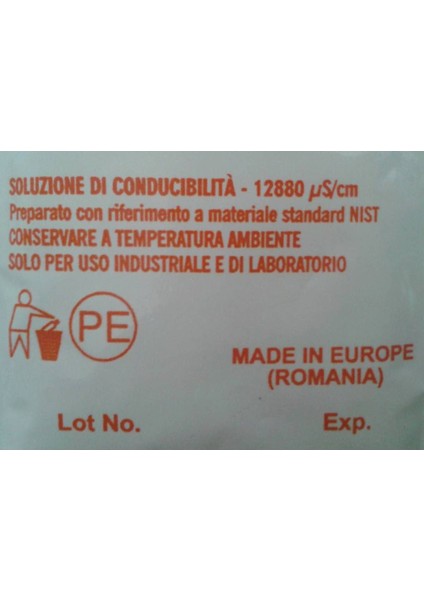 SOLUZIONE DI CONDUCIBILITÀ - 12880 µS/cm
Preparato con riferimento a materiale standard NIST
CONSERVARE A TEMPERATURA AMBIENTE
SOLO PER USO INDUSTRIALE E DI LABORATORIO
PE
MADE IN EUROPE
(ROMANIA)
Lot No. Exp.